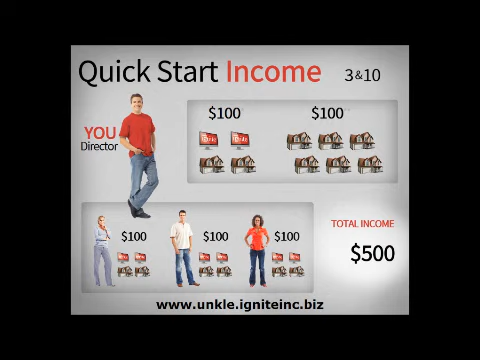 Quick Start Income 3&10
$100 $100
YOU
Director
$100 $100 $100
TOTAL INCOME
$500
www.unkle.igniteinc.biz